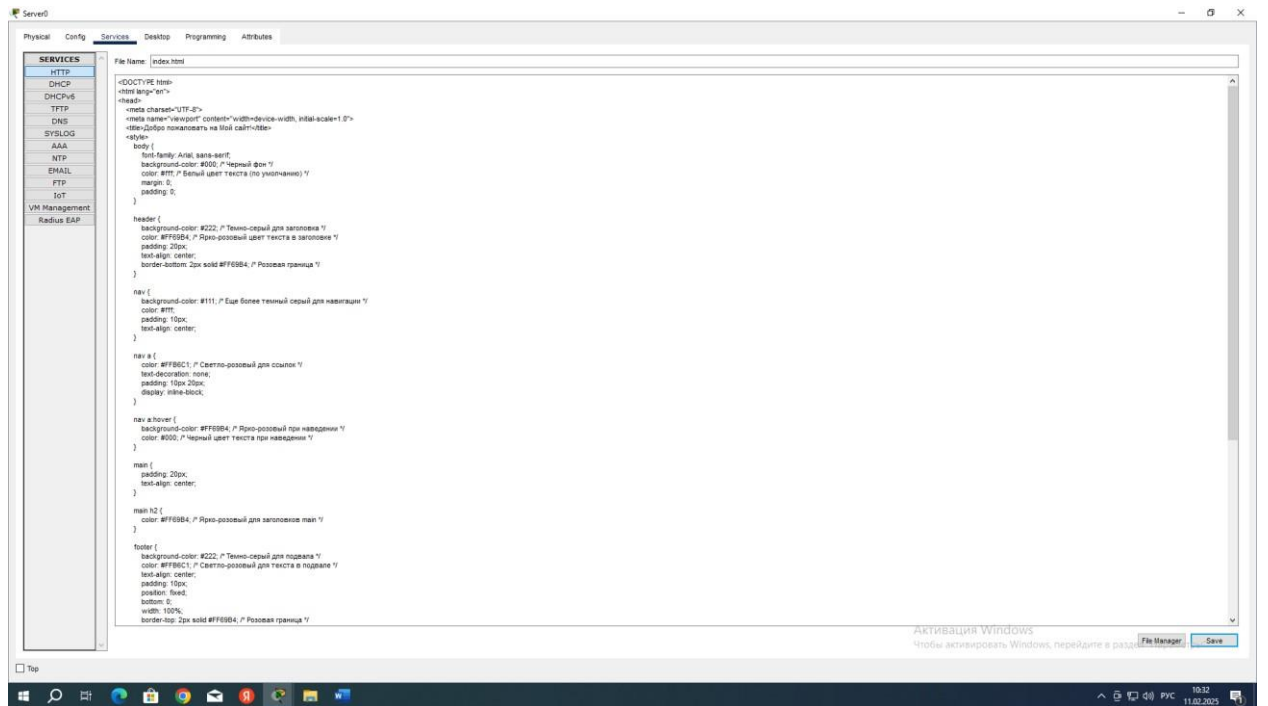 Server0
Physical Config Services Desktop Programming Attributes
SERVICES
HTTP
DHCP
DHCPv6
TFTP
DNS
SYSLOG
AAA
NTP
EMAIL
FTP
IoT
VM Management
Radius EAP
File Name: index.html
<!DOCTYPE html>
<html lang="en">
<head>
<meta charset="UTF-8">
<meta name="viewport" content="width=device-width, initial-scale=1.0">
<title>Добро пожаловать на Мой сайт!</title>
<style>
body {
font-family: Arial, sans-serif;
background-color: #000; /* Черный фон */
color: #fff; /* Белый цвет текста (по умолчанию) */
margin: 0;
padding: 0;
}
header {
background-color: #222; /* Темно-серый для заголовка */
color: #FF69B4; /* Ярко-розовый цвет текста в заголовке */
padding: 20px;
text-align: center;
border-bottom: 2px solid #FF69B4; /* Розовая граница */
}
nav {
background-color: #111; /* Еще более темный серый для навигации */
color: #fff;
padding: 10px;
text-align: center;
}
nav a {
color: #FFB6C1; /* Светло-розовый для ссылок */
text-decoration: none;
padding: 10px 20px;
display: inline-block;
}
nav a:hover {
background-color: #FF69B4; /* Ярко-розовый при наведении */
color: #000; /* Черный цвет текста при наведении */
}
main {
padding: 20px;
text-align: center;
}
main h2 {
color: #FF69B4; /* Ярко-розовый для заголовков main */
}
footer {
background-color: #222; /* Темно-серый для подвала */
color: #FFB6C1; /* Светло-розовый для текста в подвале */
text-align: center;
padding: 10px;
position: fixed;
bottom: 0;
width: 100%;
border-top: 2px solid #FF69B4; /* Розовая граница */
Активация Windows
Чтобы активировать Windows, перейдите в раздел
File Manager Save
Top
РУС
10:32
11.02.2025